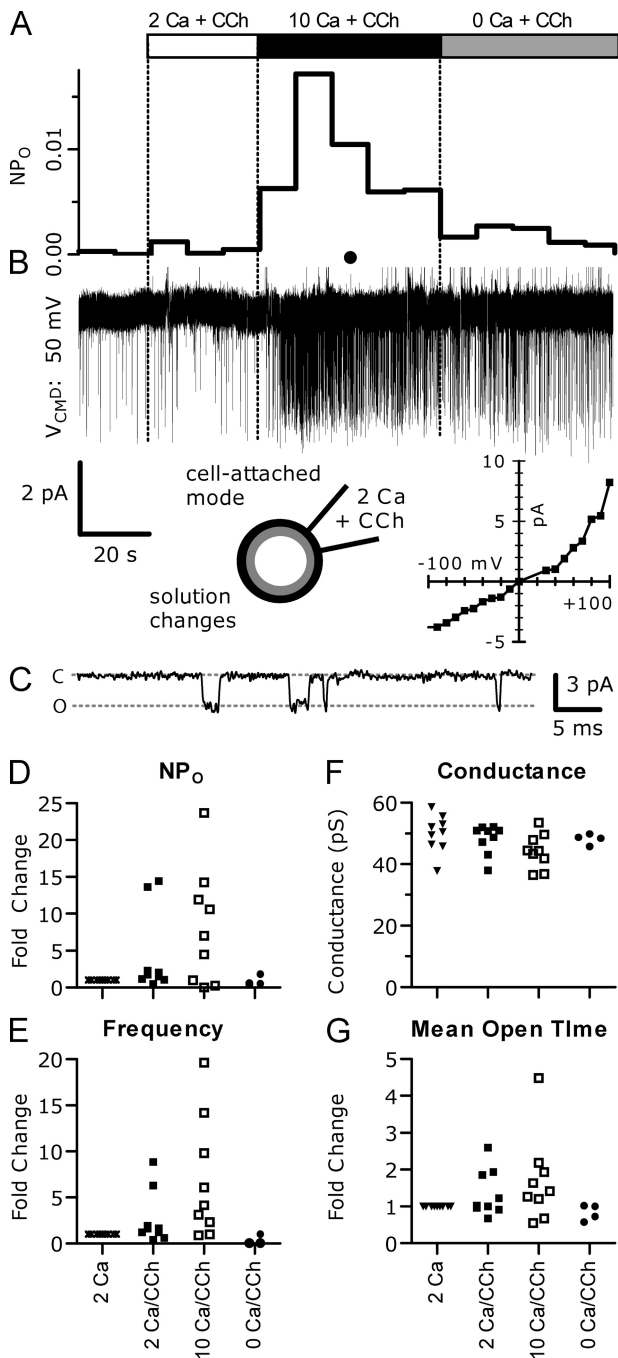 A
2 Ca + CCh 10 Ca + CCh 0 Ca + CCh
NPO
0.01
0.00
B
VCMD: 50 mV
2 pA
20 s
cell-attached
mode
2 Ca
+ CCh
solution
changes
10
5
pA
-100 mV
+100
-5
C
C
O
3 pA
5 ms
D
NPO
Fold Change
25
20
15
10
5
0
F
Conductance
Conductance (pS)
60
40
20
0
E
Frequency
Fold Change
20
15
10
5
0
2 Ca
2 Ca/CCh
10 Ca/CCh
0 Ca/CCh
G
Mean Open TIme
Fold Change
5
4
3
2
1
0
2 Ca
2 Ca/CCh
10 Ca/CCh
0 Ca/CCh